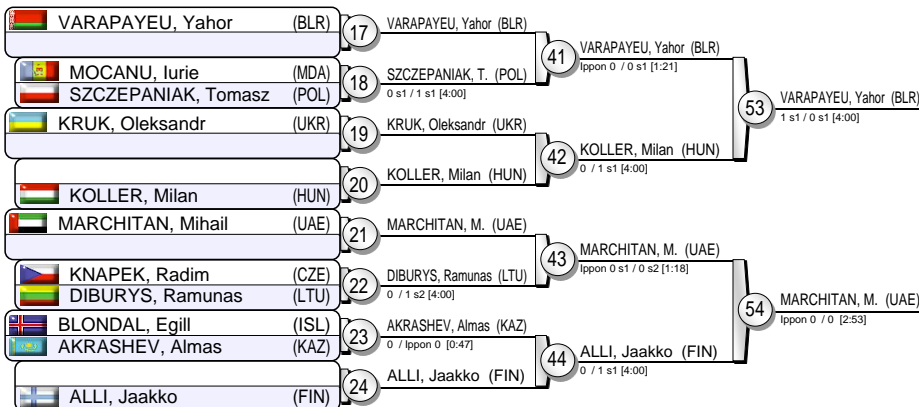 VARAPAYEU, Yahor (BLR)
MOCANU, Iurie (MDA)
SZCZEPANIAK, Tomasz (POL)
KRUK, Oleksandr (UKR)
KOLLER, Milan (HUN)
MARCHITAN, Mihail (UAE)
KNAPEK, Radim (CZE)
DIBURYS, Ramunas (LTU)
BLONDAL, Egill (ISL)
AKRASHEV, Almas (KAZ)
ALLI, Jaakko (FIN)
17 VARAPAYEU, Yahor (BLR)
18 SZCZEPANIAK, T. (POL)
0 s1 / 1 s1 [4:00]
19 KRUK, Oleksandr (UKR)
20 KOLLER, Milan (HUN)
21 MARCHITAN, M. (UAE)
22 DIBURYS, Ramunas (LTU)
0 / 1 s2 [4:00]
23 AKRASHEV, Almas (KAZ)
0 / Ippon 0 [0:47]
24 ALLI, Jaakko (FIN)
41 VARAPAYEU, Yahor (BLR)
Ippon 0 / 0 s1 [1:21]
42 KOLLER, Milan (HUN)
0 / 1 s1 [4:00]
43 MARCHITAN, M. (UAE)
Ippon 0 s1 / 0 s2 [1:18]
44 ALLI, Jaakko (FIN)
0 / 1 s1 [4:00]
53 VARAPAYEU, Yahor (BLR)
1 s1 / 0 s1 [4:00]
54 MARCHITAN, M. (UAE)
Ippon 0 / 0 [2:53]